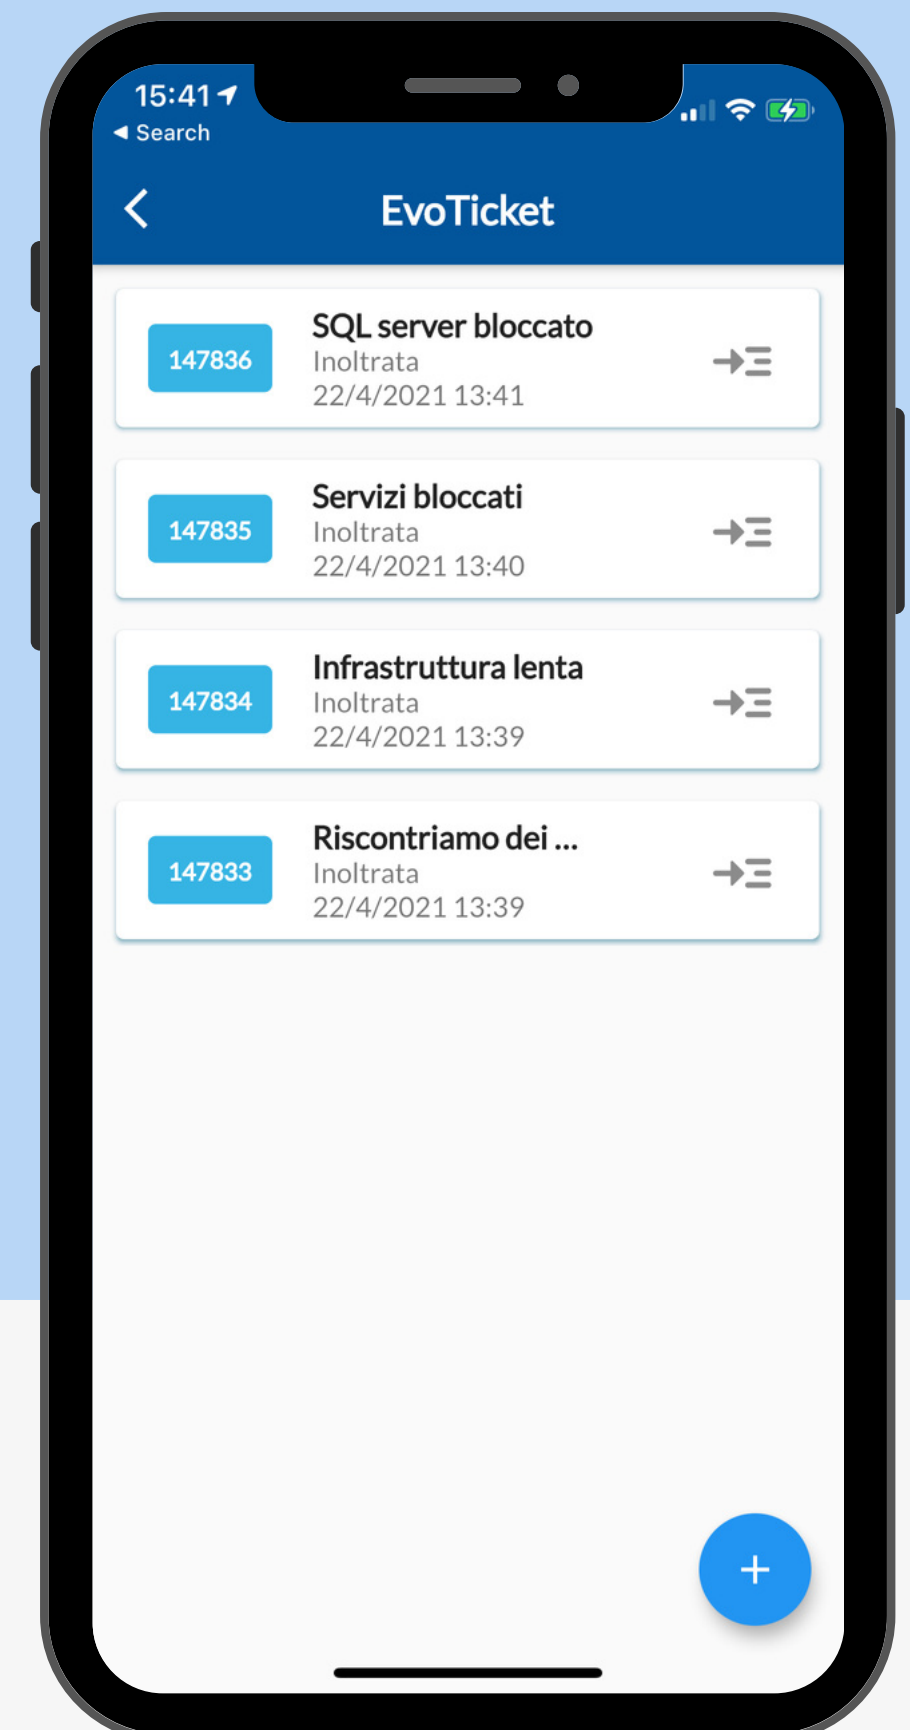 15:41
◀ Search
EvoTicket
147836
SQL server bloccato
Inoltrata
22/4/2021 13:41
147835
Servizi bloccati
Inoltrata
22/4/2021 13:40
147834
Infrastruttura lenta
Inoltrata
22/4/2021 13:39
147833
Riscontriamo dei ...
Inoltrata
22/4/2021 13:39
+